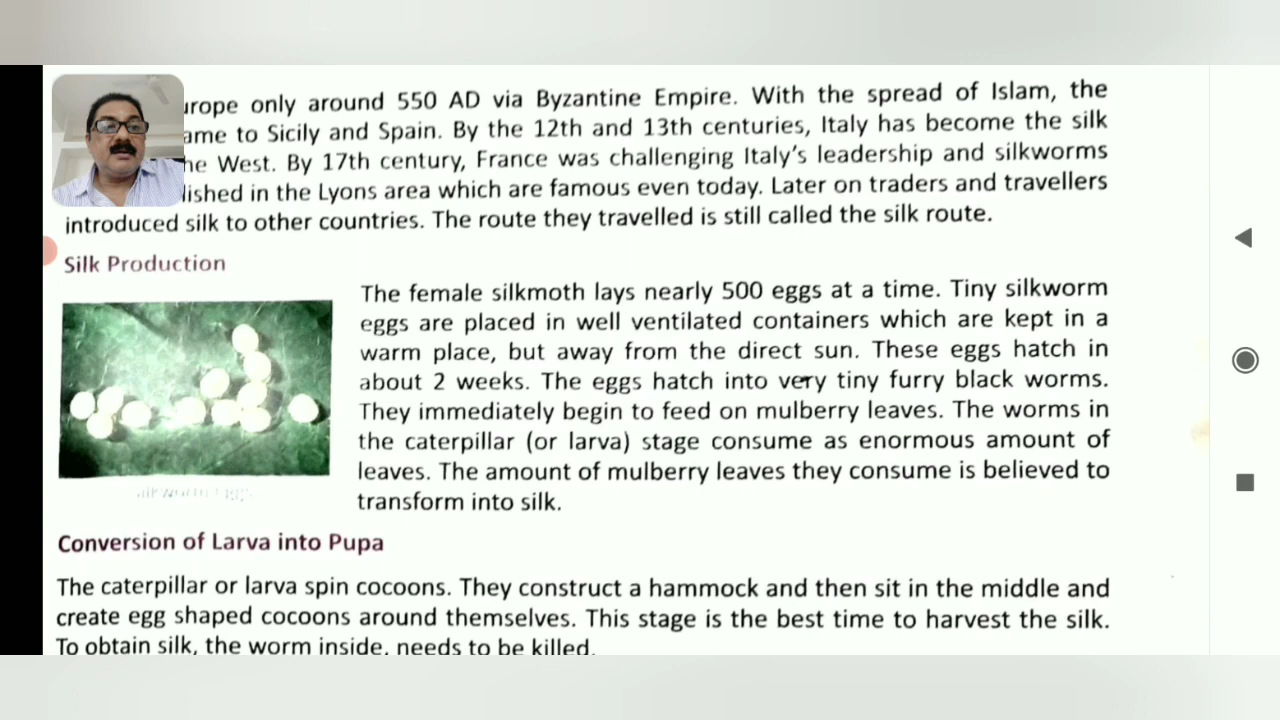 urope only around 550 AD via Byzantine Empire. With the spread of Islam, the
ame to Sicily and Spain. By the 12th and 13th centuries, Italy has become the silk
he West. By 17th century, France was challenging Italy's leadership and silkworms
lished in the Lyons area which are famous even today. Later on traders and travellers
introduced silk to other countries. The route they travelled is still called the silk route.
Silk Production
The female silkmoth lays nearly 500 eggs at a time. Tiny silkworm
eggs are placed in well ventilated containers which are kept in a
warm place, but away from the direct sun. These eggs hatch in
about 2 weeks. The eggs hatch into very tiny furry black worms.
They immediately begin to feed on mulberry leaves. The worms in
the caterpillar (or larva) stage consume as enormous amount of
leaves. The amount of mulberry leaves they consume is believed to
transform into silk.
Silkworm Eggs
Conversion of Larva into Pupa
The caterpillar or larva spin cocoons. They construct a hammock and then sit in the middle and
create egg shaped cocoons around themselves. This stage is the best time to harvest the silk.
To obtain silk, the worm inside, needs to be killed.